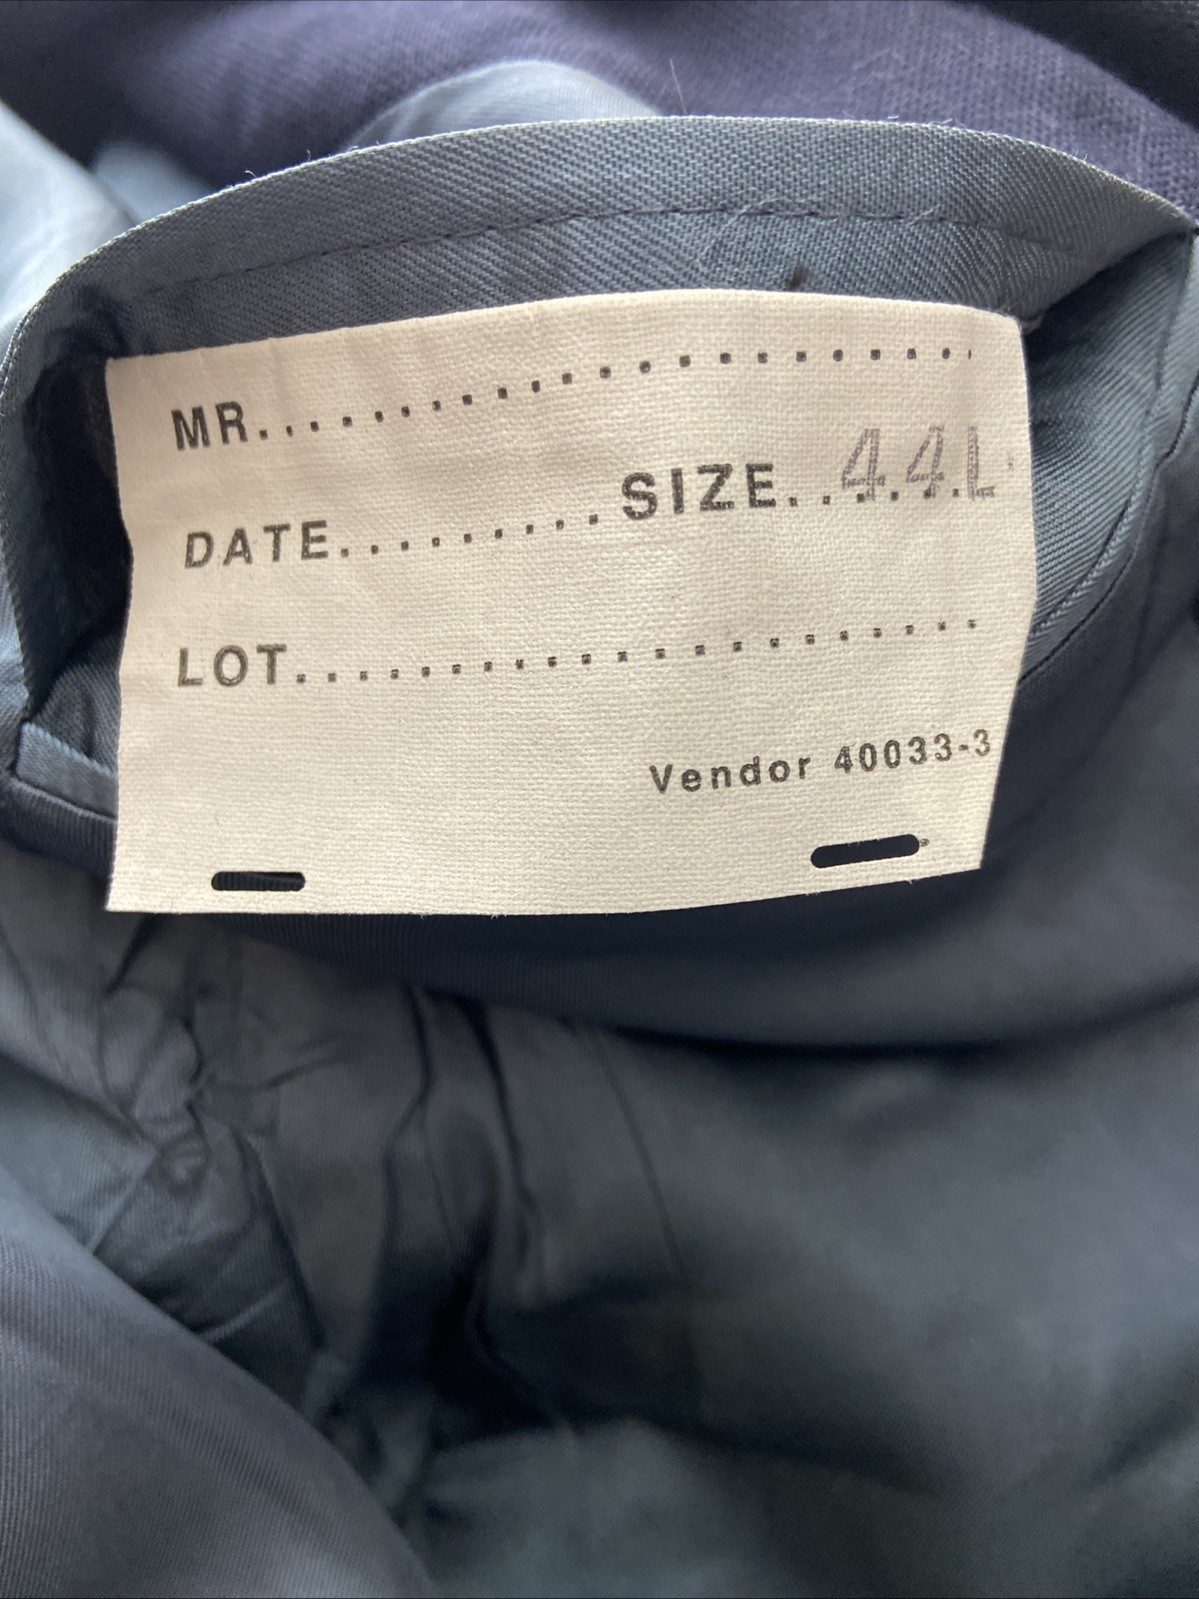 MR.....................
DATE.........SIZE...44L
LOT.....................
Vendor 40033-3